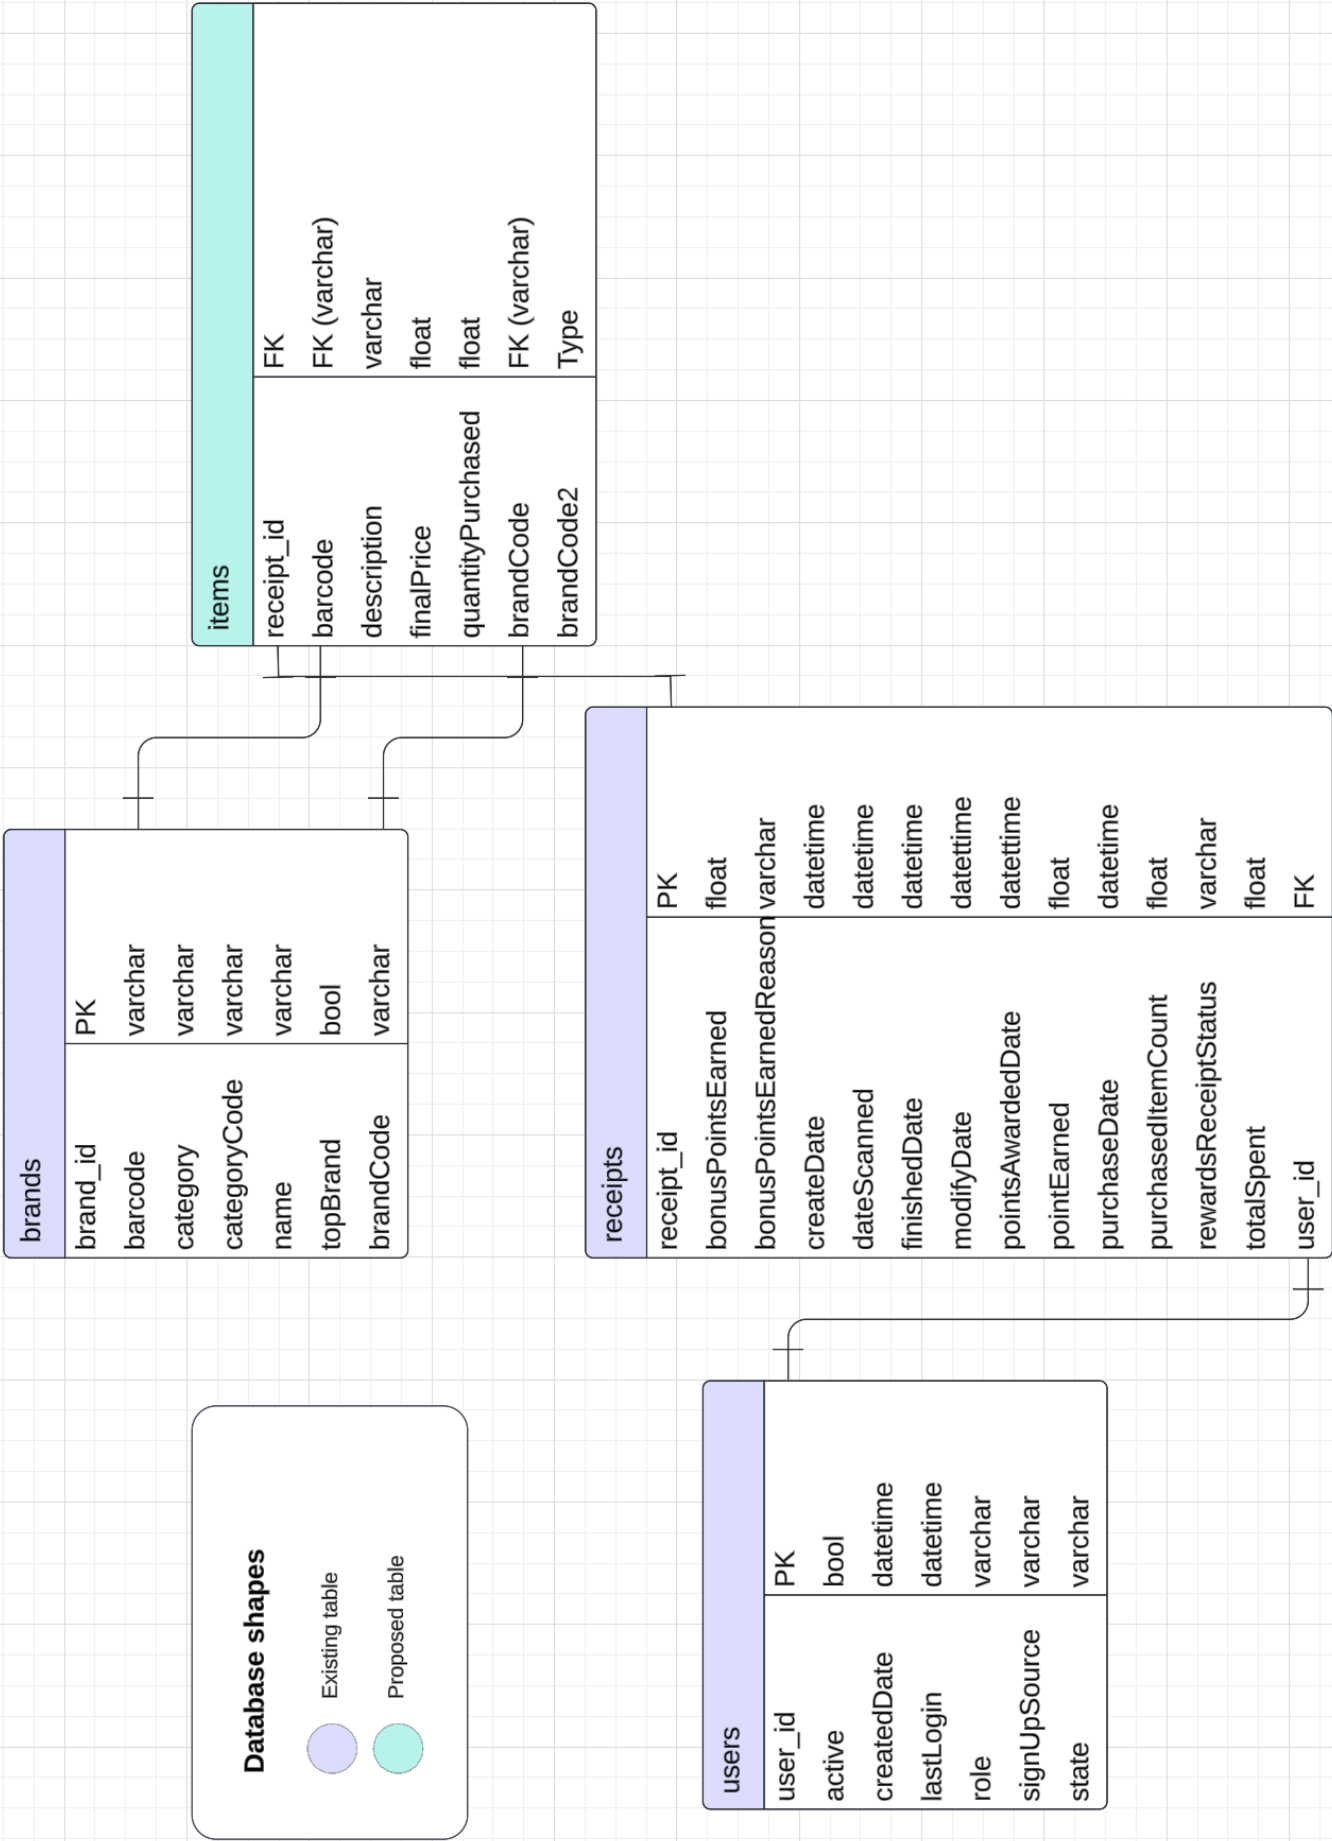 Database shapes
Existing table
Proposed table
brands
brand_id PK
barcode varchar
category varchar
categoryCode varchar
name varchar
topBrand bool
brandCode varchar
items
receipt_id FK
barcode FK (varchar)
description varchar
finalPrice float
quantityPurchased float
brandCode FK (varchar)
brandCode2 Type
users
user_id PK
active bool
createdDate datetime
lastLogin datetime
role varchar
signUpSource varchar
state varchar
receipts
receipt_id PK
bonusPointsEarned float
bonusPointsEarnedReason varchar
createDate datetime
dateScanned datetime
finishedDate datetime
modifyDate datettime
pointsAwardedDate datettime
pointEarned float
purchaseDate datetime
purchasedItemCount float
rewardsReceiptStatus varchar
totalSpent float
user_id FK